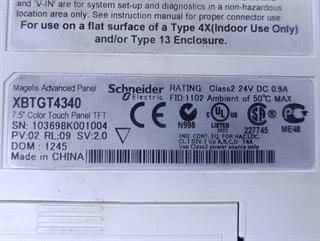 and 'V-IN' are for system set-up and diagnostics in a non-hazardous
location area only. See instruction manual for proper connector use.
For use on a flat surface of a Type 4X(Indoor Use Only)
and/or Type 13 Enclosure.
Magelis Advanced Panel
XBTGT4340
7.5" Color Touch Panel TFT
SN: 103698K001004
PV:02 RL:09 SV:2.0
DOM : 1245
Made in CHINA
Schneider
Electric
RATING: Class2 24V DC 0.9A
FID:1102 Ambient of 50°C MAX
CE
N998
UL
LISTED
227745
ME48
IND. CONT. EQ. FOR HAZ. LOC.
CL I DIV. 2 Gp A,B,C,D T4A
Use Class2 power source only